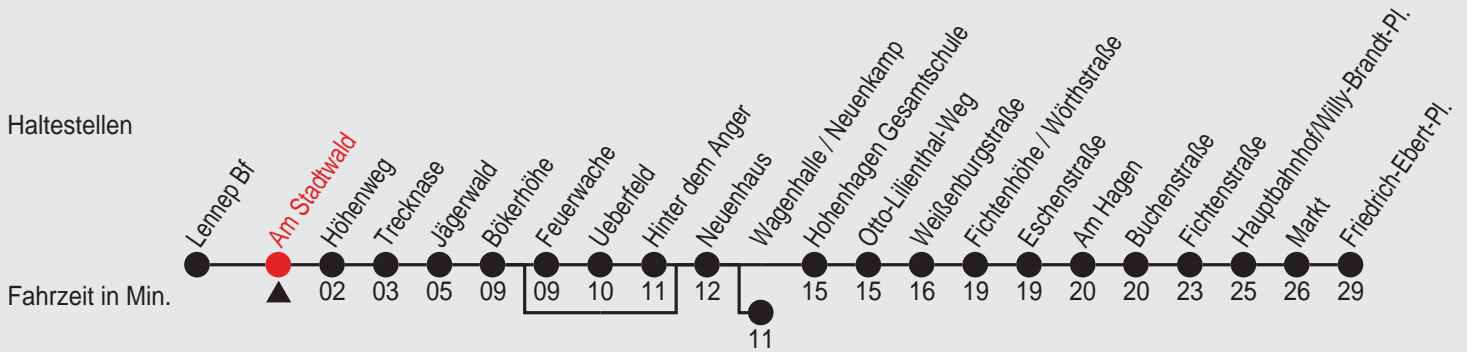 Haltestellen
Lennep Bf
Am Stadtwald
Höhenweg
Trecknase
Jägerwald
Bökerhöhe
Feuerwache
Ueberfeld
Hinter dem Anger
Neuenhaus
Wagenhalle / Neuenkamp
Hohenhagen Gesamtschule
Otto-Lilienthal-Weg
Weißenburgstraße
Fichtenhöhe / Wörthstraße
Eschenstraße
Am Hagen
Buchenstraße
Fichtenstraße
Hauptbahnhof/Willy-Brandt-Pl.
Markt
Friedrich-Ebert-Pl.
Fahrzeit in Min.
02 03 05 09 09 10 11 12 15 15 16 19 19 20 20 23 25 26 29
11